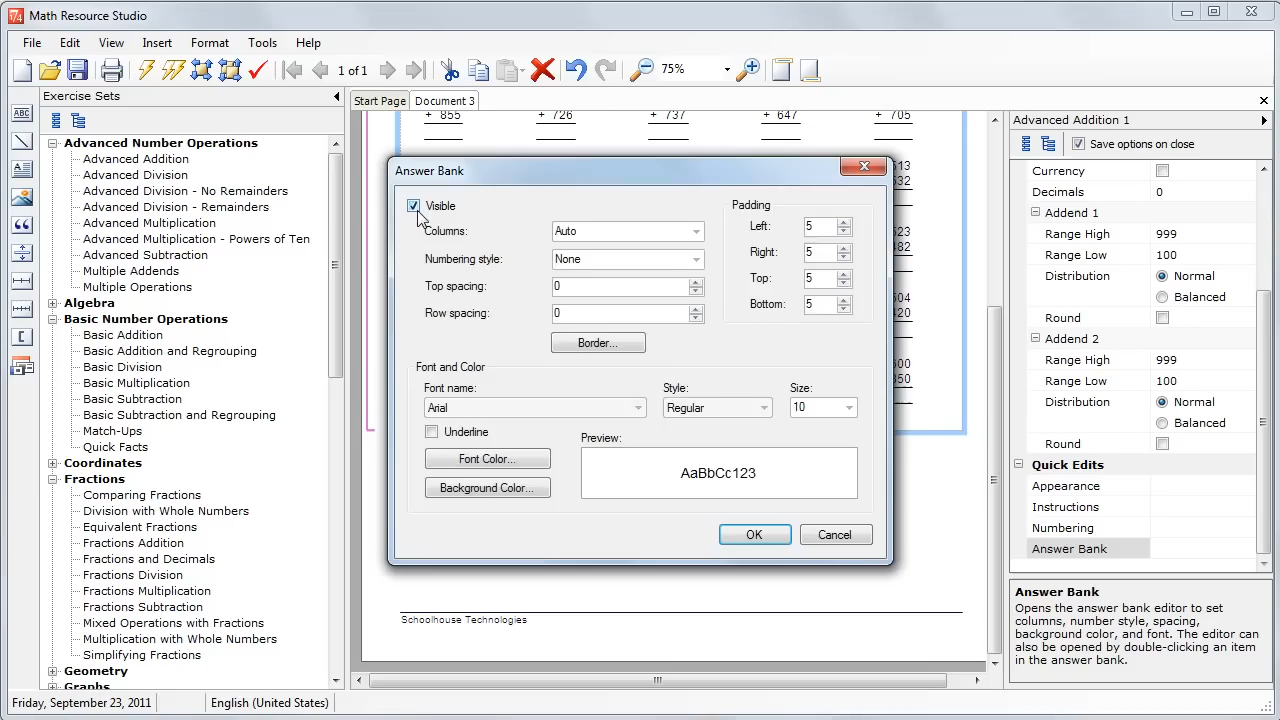 Math Resource Studio
File Edit View Insert Format Tools Help
1 of 1
75%
Exercise Sets
Start Page
Document 3
ABC
Advanced Number Operations
Advanced Addition
Advanced Division
Advanced Division - No Remainders
Advanced Division - Remainders
Advanced Multiplication
Advanced Multiplication - Powers of Ten
Advanced Subtraction
Multiple Addends
Multiple Operations
Algebra
Basic Number Operations
Basic Addition
Basic Addition and Regrouping
Basic Division
Basic Multiplication
Basic Subtraction
Basic Subtraction and Regrouping
Match-Ups
Quick Facts
Coordinates
Fractions
Comparing Fractions
Division with Whole Numbers
Equivalent Fractions
Fractions Addition
Fractions and Decimals
Fractions Division
Fractions Multiplication
Fractions Subtraction
Mixed Operations with Fractions
Multiplication with Whole Numbers
Simplifying Fractions
Geometry
Graphs
+ 855 + 726 + 737 + 647 + 705
Answer Bank
Visible
Columns: Auto
Numbering style: None
Top spacing: 0
Row spacing: 0
Border...
Padding
Left: 5
Right: 5
Top: 5
Bottom: 5
Font and Color
Font name: Style: Size:
Arial Regular 10
Underline
Font Color...
Background Color...
Preview:
AaBbCc123
OK Cancel
Schoolhouse Technologies
Advanced Addition 1
Save options on close
Currency
Decimals 0
Addend 1
Range High 999
Range Low 100
Distribution Normal
Balanced
Round
Addend 2
Range High 999
Range Low 100
Distribution Normal
Balanced
Round
Quick Edits
Appearance
Instructions
Numbering
Answer Bank
Answer Bank
Opens the answer bank editor to set
columns, number style, spacing,
background color, and font. The editor can
also be opened by double-clicking an item
in the answer bank.
Friday, September 23, 2011
English (United States)